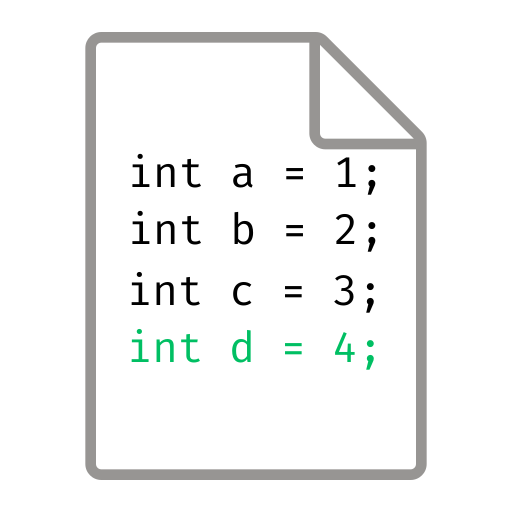 int a = 1;
int b = 2;
int c = 3;
int d = 4;